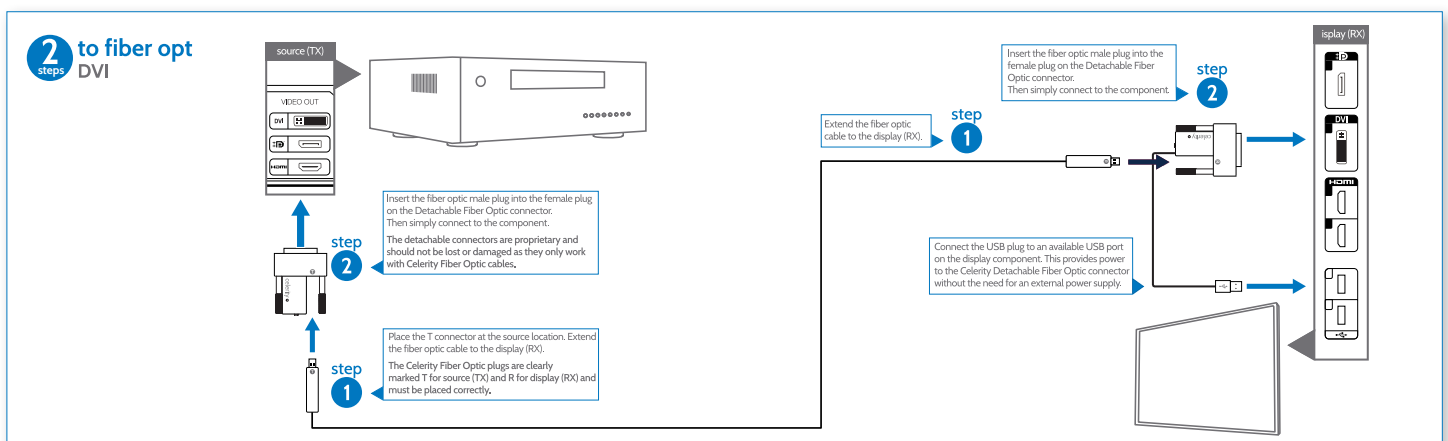 2
steps
to fiber opt
DVI
source (TX)
VIDEO OUT
DVI
HDMI
Insert the fiber optic male plug into the female plug
on the Detachable Fiber Optic connector.
Then simply connect to the component.
The detachable connectors are proprietary and
should not be lost or damaged as they only work
with Celerity Fiber Optic cables.
step
2
celerity
T
Place the T connector at the source location. Extend
the fiber optic cable to the display (RX).
The Celerity Fiber Optic plugs are clearly
marked T for source (TX) and R for display (RX) and
must be placed correctly.
step
1
Extend the fiber optic
cable to the display (RX).
step
1
Insert the fiber optic male plug into the
female plug on the Detachable Fiber
Optic connector.
Then simply connect to the component.
step
2
celerity
Connect the USB plug to an available USB port
on the display component. This provides power
to the Celerity Detachable Fiber Optic connector
without the need for an external power supply.
isplay (RX)
DVI
HDMI